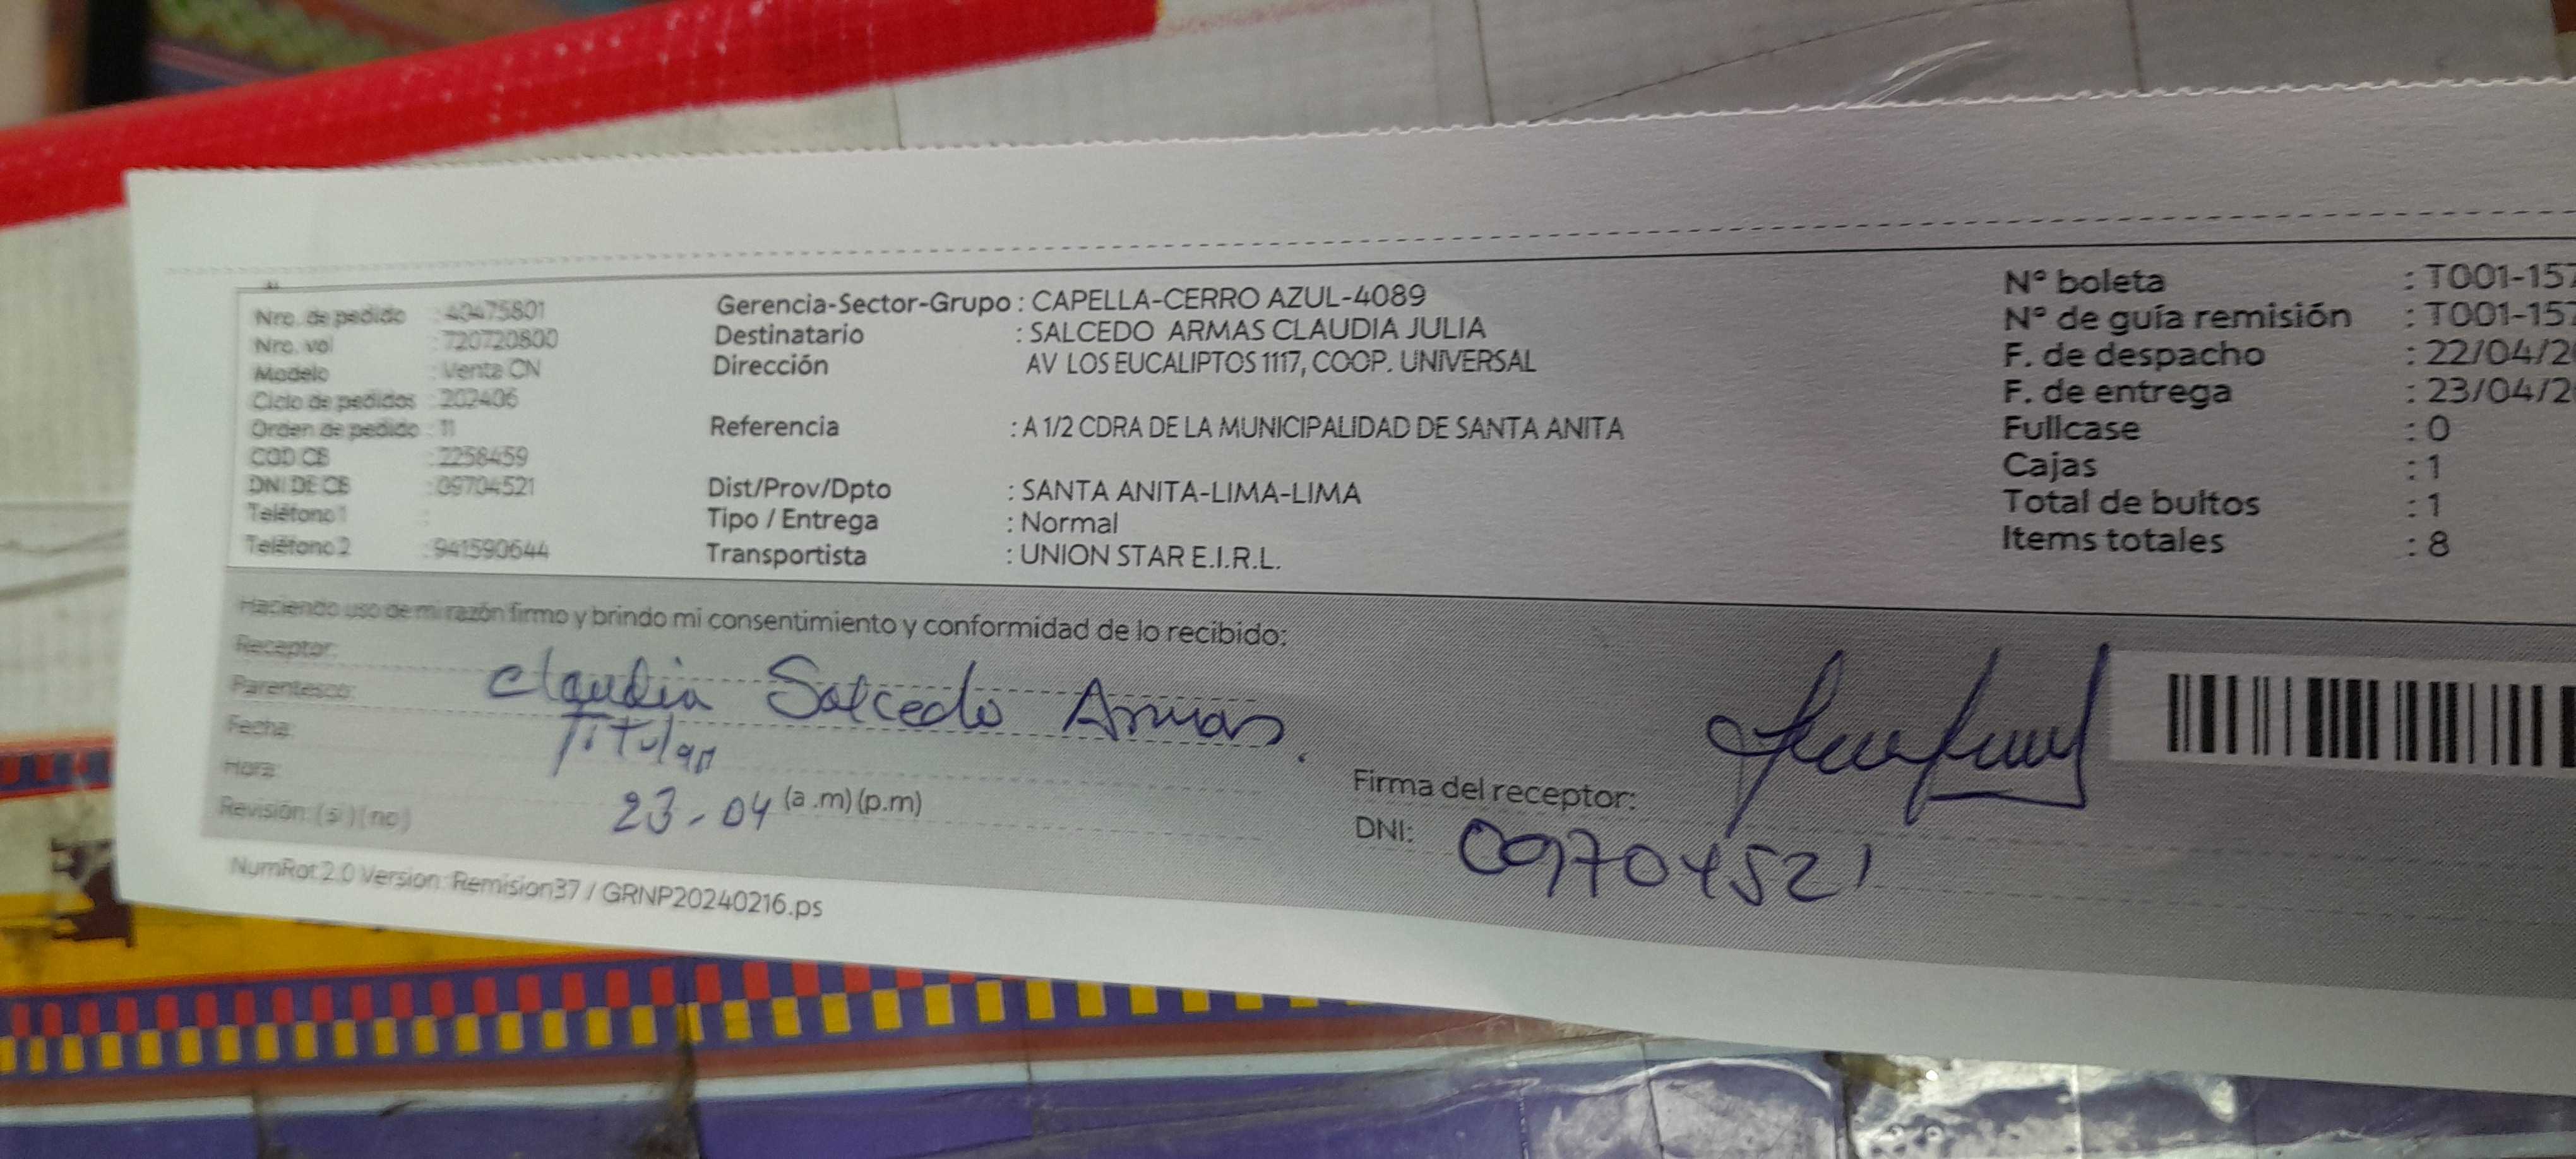 Nro. de pedido : 40475801
Nro. vol : 720720800
Modelo : Venta CN
Ciclo de pedidos : 202406
Orden de pedido : 11
COD CB : 2258459
DNI DE CB : 09704521
Teléfono 1 :
Teléfono 2 : 941590644
Gerencia-Sector-Grupo : CAPELLA-CERRO AZUL-4089
Destinatario : SALCEDO ARMAS CLAUDIA JULIA
Dirección AV LOS EUCALIPTOS 1117, COOP. UNIVERSAL
Referencia : A 1/2 CDRA DE LA MUNICIPALIDAD DE SANTA ANITA
Dist/Prov/Dpto : SANTA ANITA-LIMA-LIMA
Tipo / Entrega : Normal
Transportista : UNION STAR E.I.R.L.
Nº boleta : T001-157
Nº de guía remisión : T001-157
F. de despacho : 22/04/2
F. de entrega : 23/04/2
Fullcase : 0
Cajas : 1
Total de bultos : 1
Items totales : 8
Haciendo uso de mi razón firmo y brindo mi consentimiento y conformidad de lo recibido:
Receptor: Claudia Salcedo Armas.
Parentesco: Titular
Fecha: 23-04
Hora: (a.m) (p.m)
Revisión: (si) (no)
Firma del receptor:
DNI: 09704521
NumRot 2.0 Version: Remision37 / GRNP20240216.ps